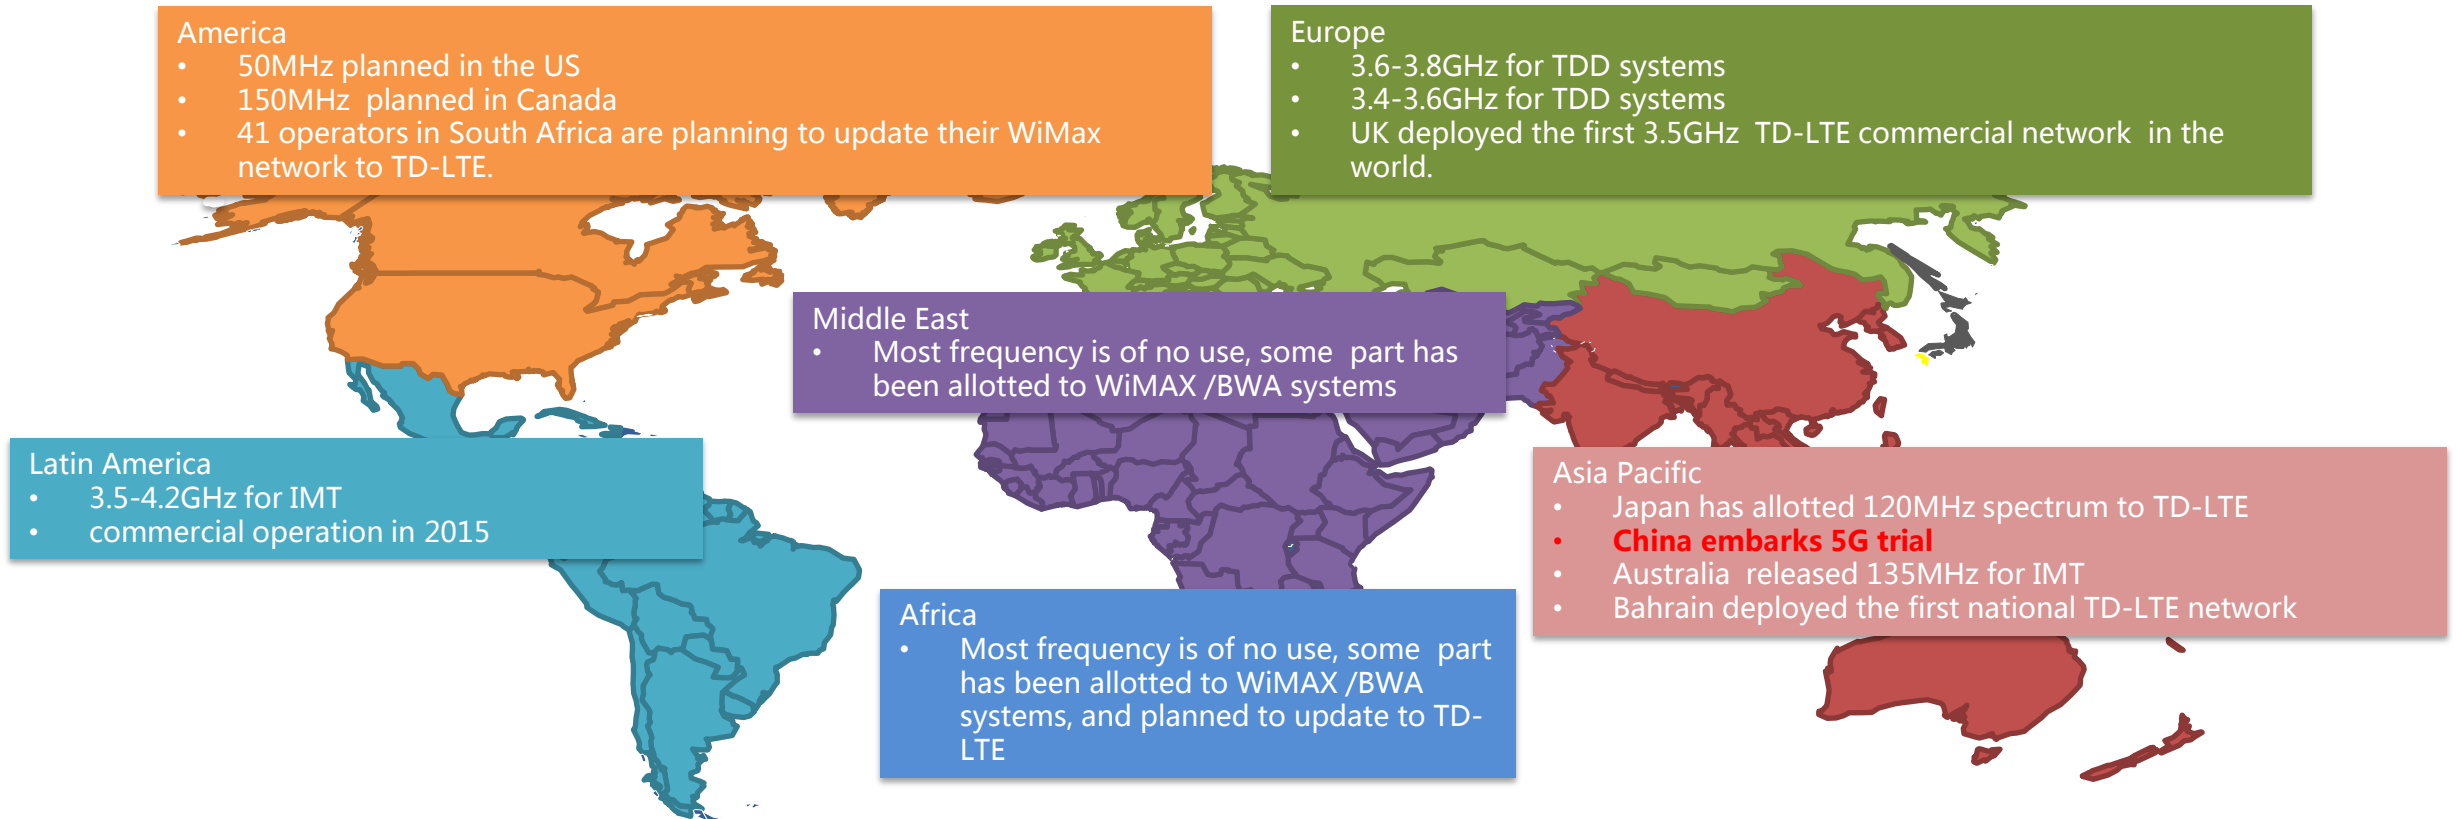 America
• 50MHz planned in the US
• 150MHz  planned in Canada
• 41 operators in South Africa are planning to update their WiMax
network to TD-LTE.
Europe
• 3.6-3.8GHz for TDD systems
• 3.4-3.6GHz for TDD systems
• UK deployed the first 3.5GHz  TD-LTE commercial network  in the
world.
Middle East
• Most frequency is of no use, some  part has
been allotted to WiMAX /BWA systems
Latin America
• 3.5-4.2GHz for IMT
• commercial operation in 2015
Asia Pacific
• Japan has allotted 120MHz spectrum to TD-LTE
• China embarks 5G trial
• Australia  released 135MHz for IMT
• Bahrain deployed the first national TD-LTE network
Africa
• Most frequency is of no use, some  part
has been allotted to WiMAX /BWA
systems, and planned to update to TD-
LTE